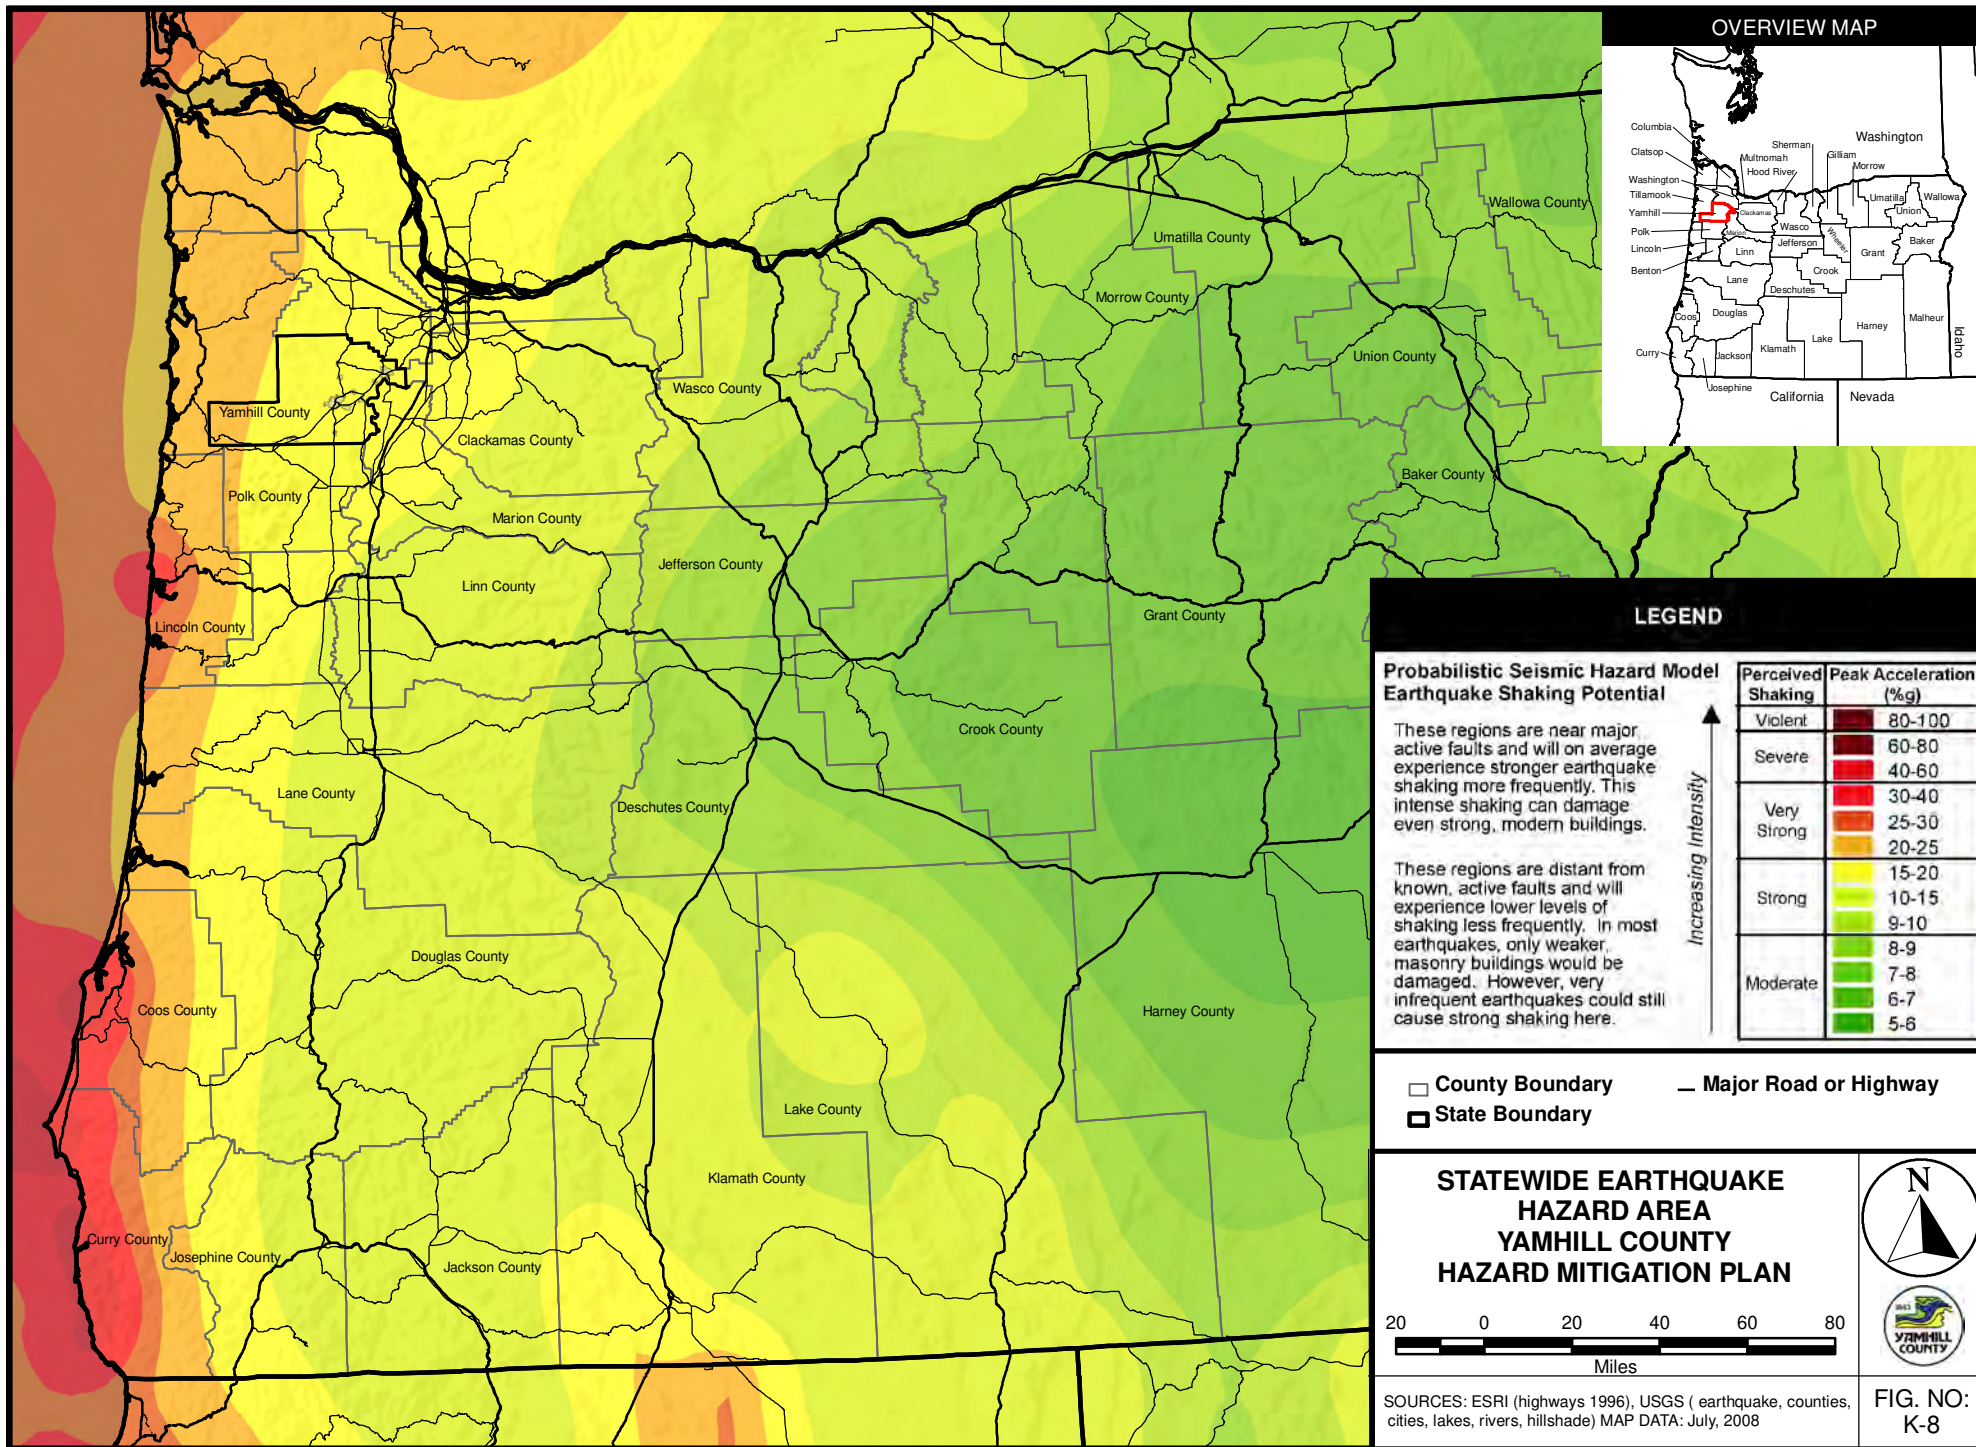 OVERVIEW MAP
Columbia
Clatsop
Washington
Tillamook
Yamhill
Polk
Lincoln
Benton
Multnomah
Hood River
Sherman
Gilliam
Morrow
Washington
Umatilla
Wallowa
Union
Clackamas
Wasco
Marion
Jefferson
Wheeler
Grant
Baker
Linn
Crook
Lane
Deschutes
Coos
Douglas
Harney
Malheur
Idaho
Curry
Jackson
Klamath
Lake
Josephine
California
Nevada
Wallowa County
Umatilla County
Morrow County
Union County
Wasco County
Yamhill County
Clackamas County
Baker County
Polk County
Marion County
Jefferson County
Linn County
Grant County
Lincoln County
Crook County
Lane County
Deschutes County
Douglas County
Coos County
Harney County
Lake County
Klamath County
Curry County
Josephine County
Jackson County
LEGEND
Probabilistic Seismic Hazard Model
Earthquake Shaking Potential
These regions are near major,
active faults and will on average
experience stronger earthquake
shaking more frequently. This
intense shaking can damage
even strong, modern buildings.
These regions are distant from
known, active faults and will
experience lower levels of
shaking less frequently. In most
earthquakes, only weaker,
masonry buildings would be
damaged. However, very
infrequent earthquakes could still
cause strong shaking here.
Increasing Intensity
Perceived Shaking
Peak Acceleration (%g)
Violent
80-100
Severe
60-80
40-60
Very Strong
30-40
25-30
20-25
Strong
15-20
10-15
9-10
Moderate
8-9
7-8
6-7
5-6
County Boundary
Major Road or Highway
State Boundary
STATEWIDE EARTHQUAKE
HAZARD AREA
YAMHILL COUNTY
HAZARD MITIGATION PLAN
20 0 20 40 60 80
Miles
N
YAMHILL
COUNTY
SOURCES: ESRI (highways 1996), USGS ( earthquake, counties,
cities, lakes, rivers, hillshade) MAP DATA: July, 2008
FIG. NO:
K-8